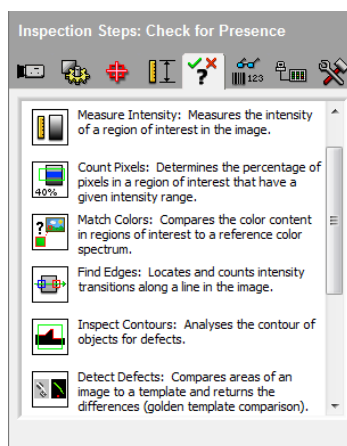 Inspection Steps: Check for Presence
?
123
Measure Intensity: Measures the intensity
of a region of interest in the image.
40%
Count Pixels: Determines the percentage of
pixels in a region of interest that have a
given intensity range.
?
Match Colors: Compares the color content
in regions of interest to a reference color
spectrum.
Find Edges: Locates and counts intensity
transitions along a line in the image.
Inspect Contours: Analyses the contour of
objects for defects.
Detect Defects: Compares areas of an
image to a template and returns the
differences (golden template comparison).